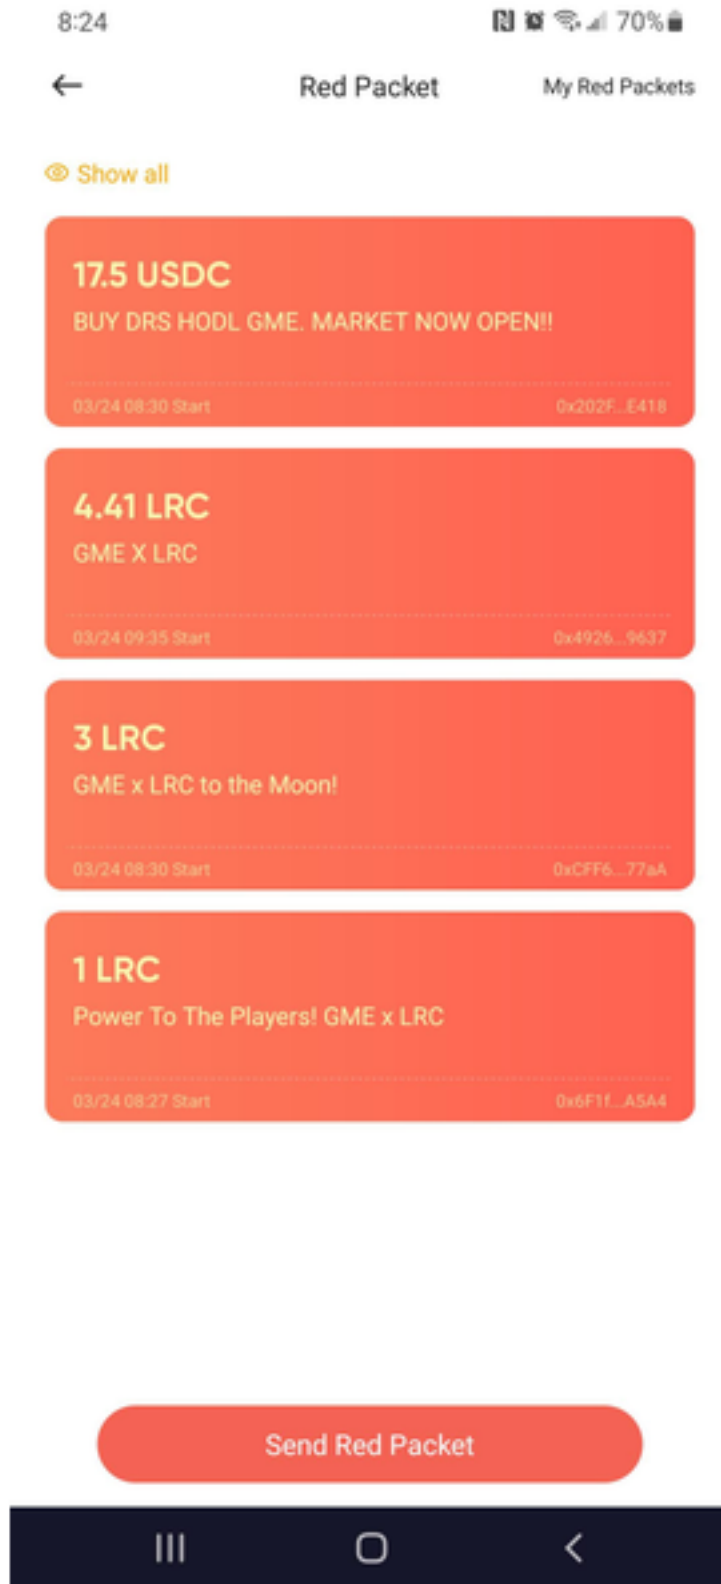 8:24
70%
Red Packet
My Red Packets
Show all
17.5 USDC
BUY DRS HODL GME. MARKET NOW OPEN!!
03/24 08:30 Start
0x202F...E418
4.41 LRC
GME X LRC
03/24 09:35 Start
0x4926...9637
3 LRC
GME x LRC to the Moon!
03/24 08:30 Start
0xCFF6...77aA
1 LRC
Power To The Players! GME x LRC
03/24 08:27 Start
0x6F1f...A5A4
Send Red Packet